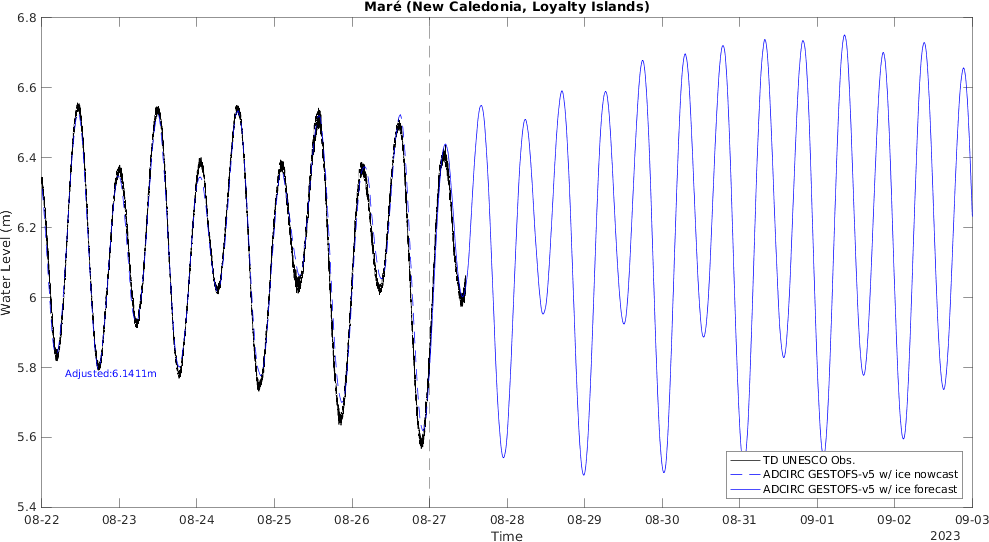 Maré (New Caledonia, Loyalty Islands)
6.8
6.6
6.4
6.2
6
5.8
5.6
5.4
Water Level (m)
Adjusted:6.1411m
TD UNESCO Obs.
ADCIRC GESTOFS-v5 w/ ice nowcast
ADCIRC GESTOFS-v5 w/ ice forecast
08-22 08-23 08-24 08-25 08-26 08-27 08-28 08-29 08-30 08-31 09-01 09-02 09-03
Time
2023